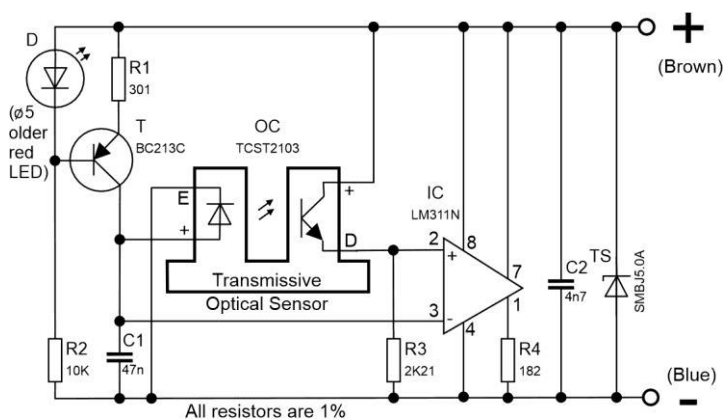 D
(ø5
older
red
LED)
R1
301
T
BC213C
OC
TCST2103
E
+
+
D
Transmissive
Optical Sensor
IC
LM311N
2
+
8
3
-
4
7
1
R2
10K
C1
47n
R3
2K21
R4
182
C2
4n7
TS
SMBJ5.0A
+
(Brown)
(Blue)
-
All resistors are 1%